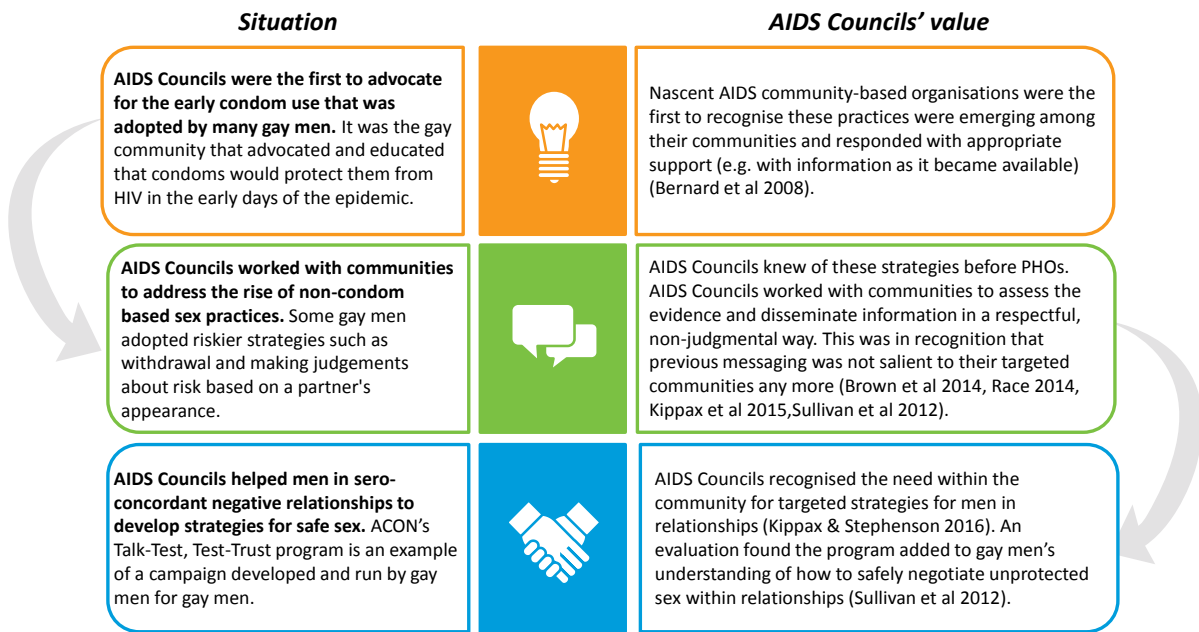 Situation
AIDS Councils' value
AIDS Councils were the first to advocate
for the early condom use that was
adopted by many gay men. It was the gay
community that advocated and educated
that condoms would protect them from
HIV in the early days of the epidemic.
Nascent AIDS community-based organisations were the
first to recognise these practices were emerging among
their communities and responded with appropriate
support (e.g. with information as it became available)
(Bernard et al 2008).
AIDS Councils worked with communities
to address the rise of non-condom
based sex practices. Some gay men
adopted riskier strategies such as
withdrawal and making judgements
about risk based on a partner's
appearance.
AIDS Councils knew of these strategies before PHOs.
AIDS Councils worked with communities to assess the
evidence and disseminate information in a respectful,
non-judgmental way. This was in recognition that
previous messaging was not salient to their targeted
communities any more (Brown et al 2014, Race 2014,
Kippax et al 2015,Sullivan et al 2012).
AIDS Councils helped men in sero-
concordant negative relationships to
develop strategies for safe sex. ACON's
Talk-Test, Test-Trust program is an example
of a campaign developed and run by gay
men for gay men.
AIDS Councils recognised the need within the
community for targeted strategies for men in
relationships (Kippax & Stephenson 2016). An
evaluation found the program added to gay men's
understanding of how to safely negotiate unprotected
sex within relationships (Sullivan et al 2012).